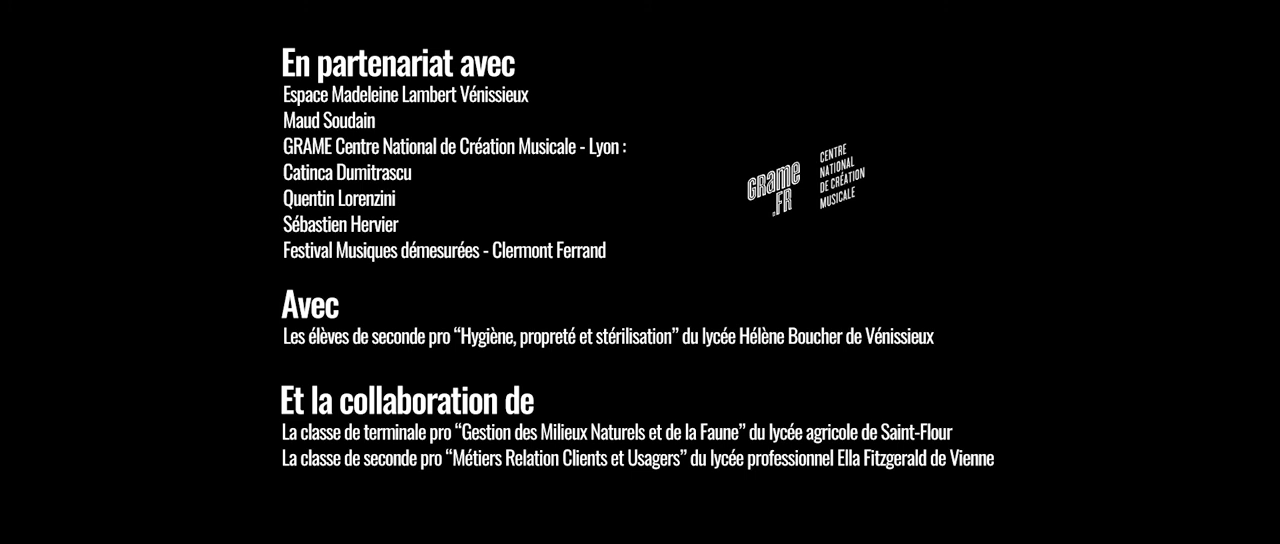 En partenariat avec
Espace Madeleine Lambert Vénissieux
Maud Soudain
GRAME Centre National de Création Musicale - Lyon :
Catinca Dumitrascu
Quentin Lorenzini
Sébastien Hervier
Festival Musiques démesurées - Clermont Ferrand
GRame
.FR
CENTRE
NATIONAL
DE CRÉATION
MUSICALE
Avec
Les élèves de seconde pro “Hygiène, propreté et stérilisation” du lycée Hélène Boucher de Vénissieux
Et la collaboration de
La classe de terminale pro “Gestion des Milieux Naturels et de la Faune” du lycée agricole de Saint-Flour
La classe de seconde pro “Métiers Relation Clients et Usagers” du lycée professionnel Ella Fitzgerald de Vienne